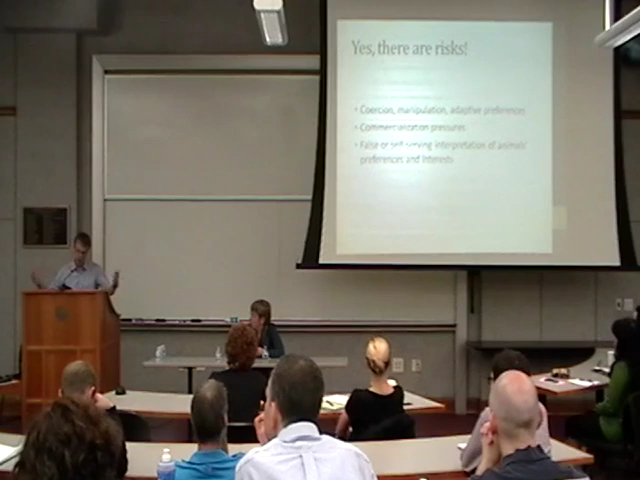 Yes, there are risks!
• Coercion, manipulation, adaptive preferences
• Commercialization pressures
• False or self-serving interpretation of animals'
preferences and interests